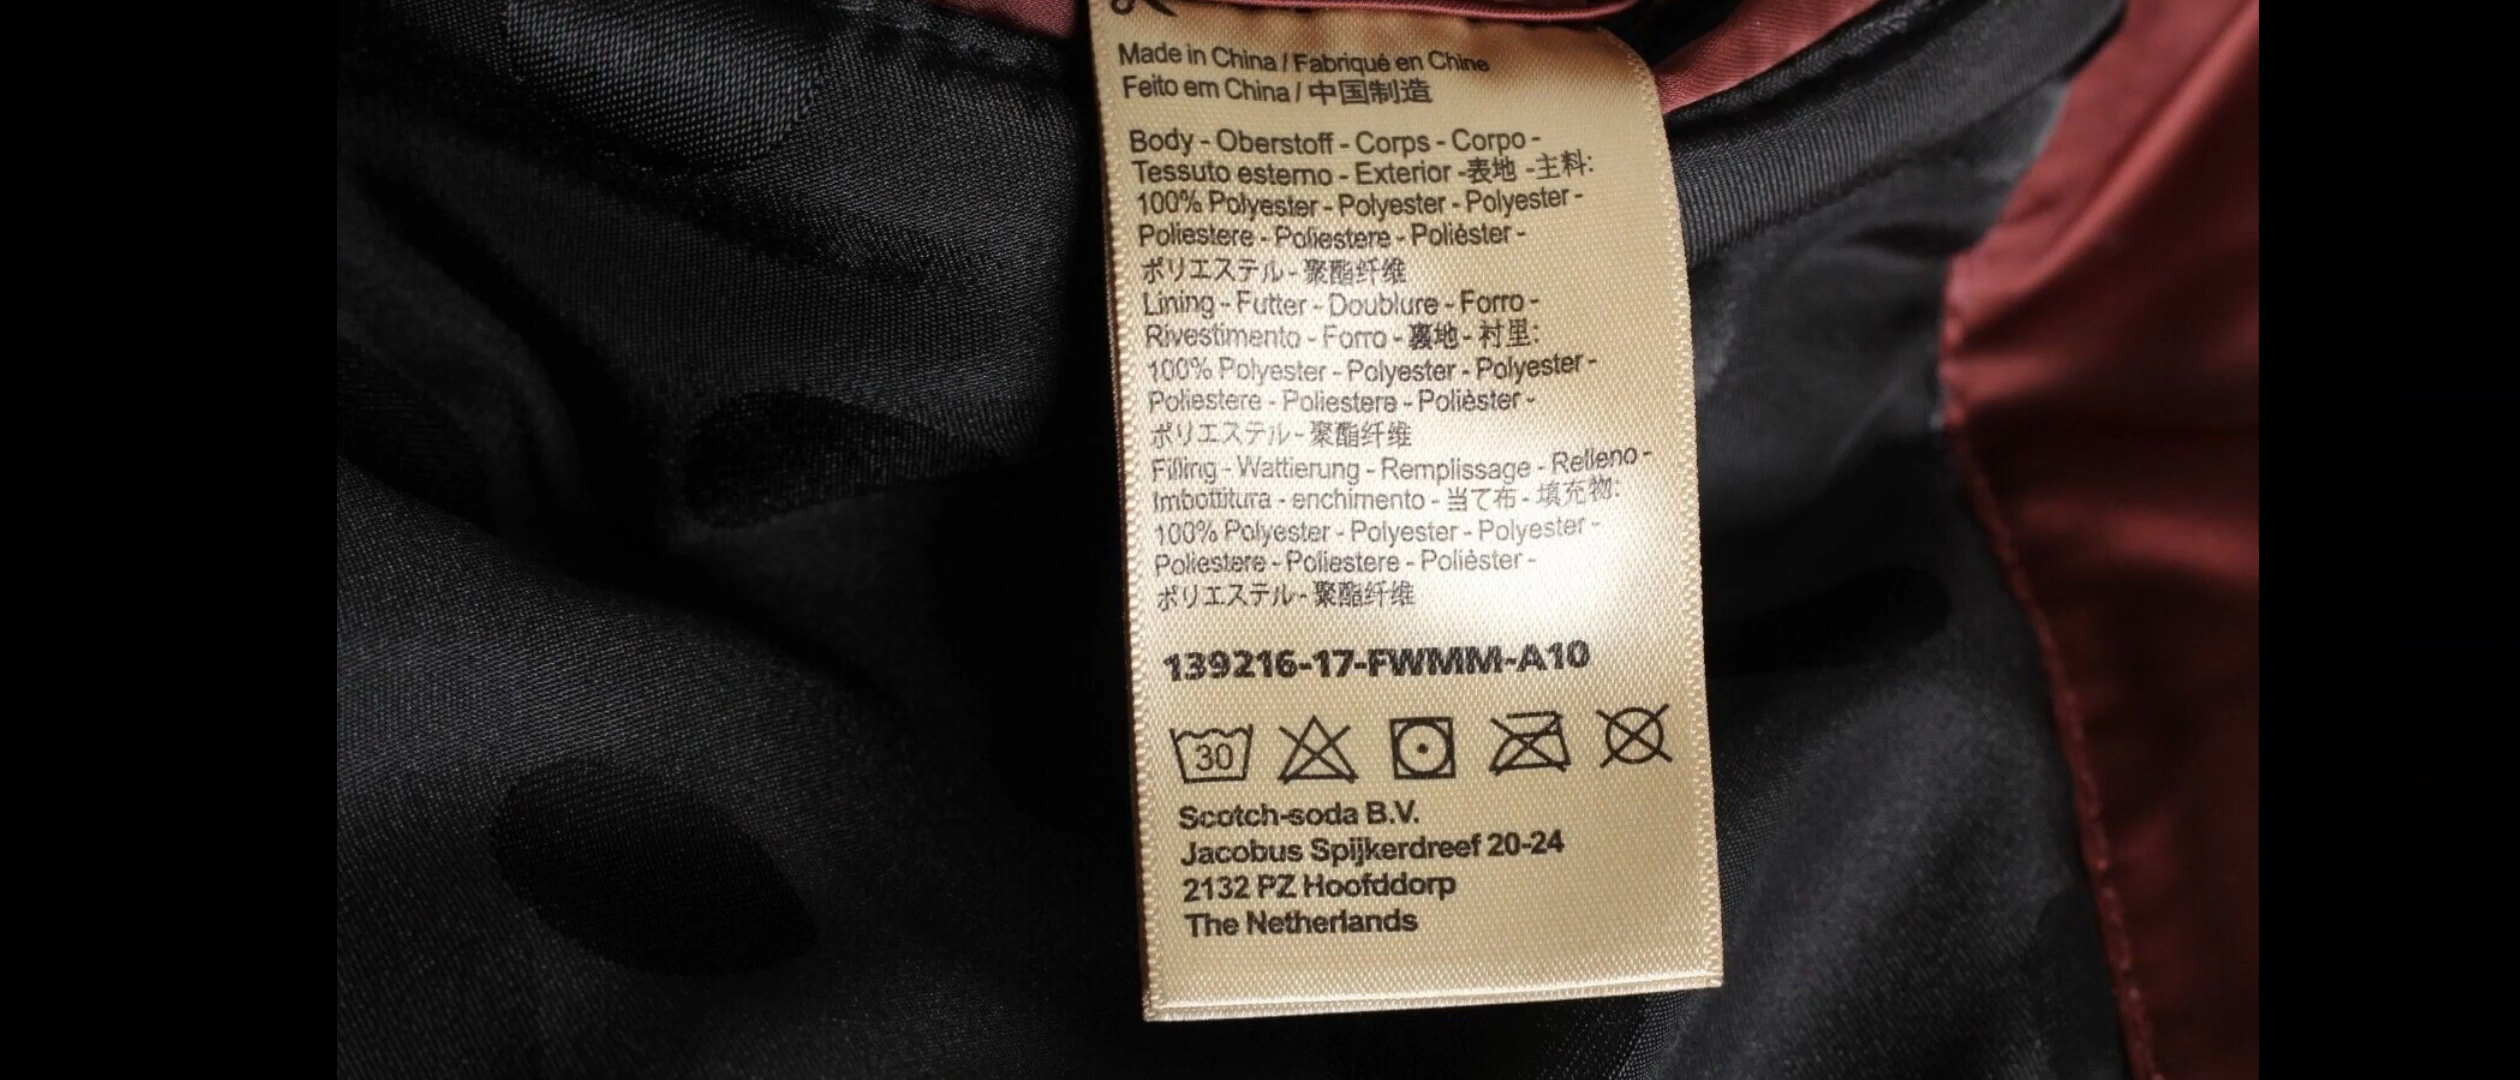 Made in China / Fabriqué en Chine
Feito em China / 中国制造
Body - Oberstoff - Corps - Corpo -
Tessuto esterno - Exterior -表地 -主料:
100% Polyester - Polyester - Polyester -
Poliestere - Poliestere - Poliéster -
ポリエステル - 聚酯纤维
Lining - Futter - Doublure - Forro -
Rivestimento - Forro - 裏地 - 衬里:
100% Polyester - Polyester - Polyester -
Poliestere - Poliestere - Poliéster -
ポリエステル - 聚酯纤维
Filling - Wattierung - Remplissage - Relleno -
Imbottitura - enchimento - 当て布 - 填充物:
100% Polyester - Polyester - Polyester -
Poliestere - Poliestere - Poliéster -
ポリエステル - 聚酯纤维
139216-17-FWMM-A10
30
Scotch-soda B.V.
Jacobus Spijkerdreef 20-24
2132 PZ Hoofddorp
The Netherlands